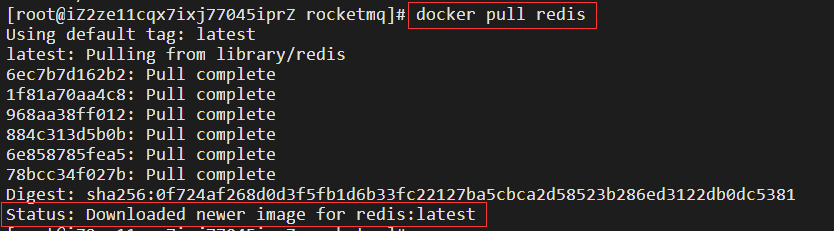 [root@iZ2ze11cqx7ixj77045iprZ rocketmq]# docker pull redis
Using default tag: latest
latest: Pulling from library/redis
6ec7b7d162b2: Pull complete
1f81a70aa4c8: Pull complete
968aa38ff012: Pull complete
884c313d5b0b: Pull complete
6e858785fea5: Pull complete
78bcc34f027b: Pull complete
Digest: sha256:0f724af268d0d3f5fb1d6b33fc22127ba5cbca2d58523b286ed3122db0dc5381
Status: Downloaded newer image for redis:latest